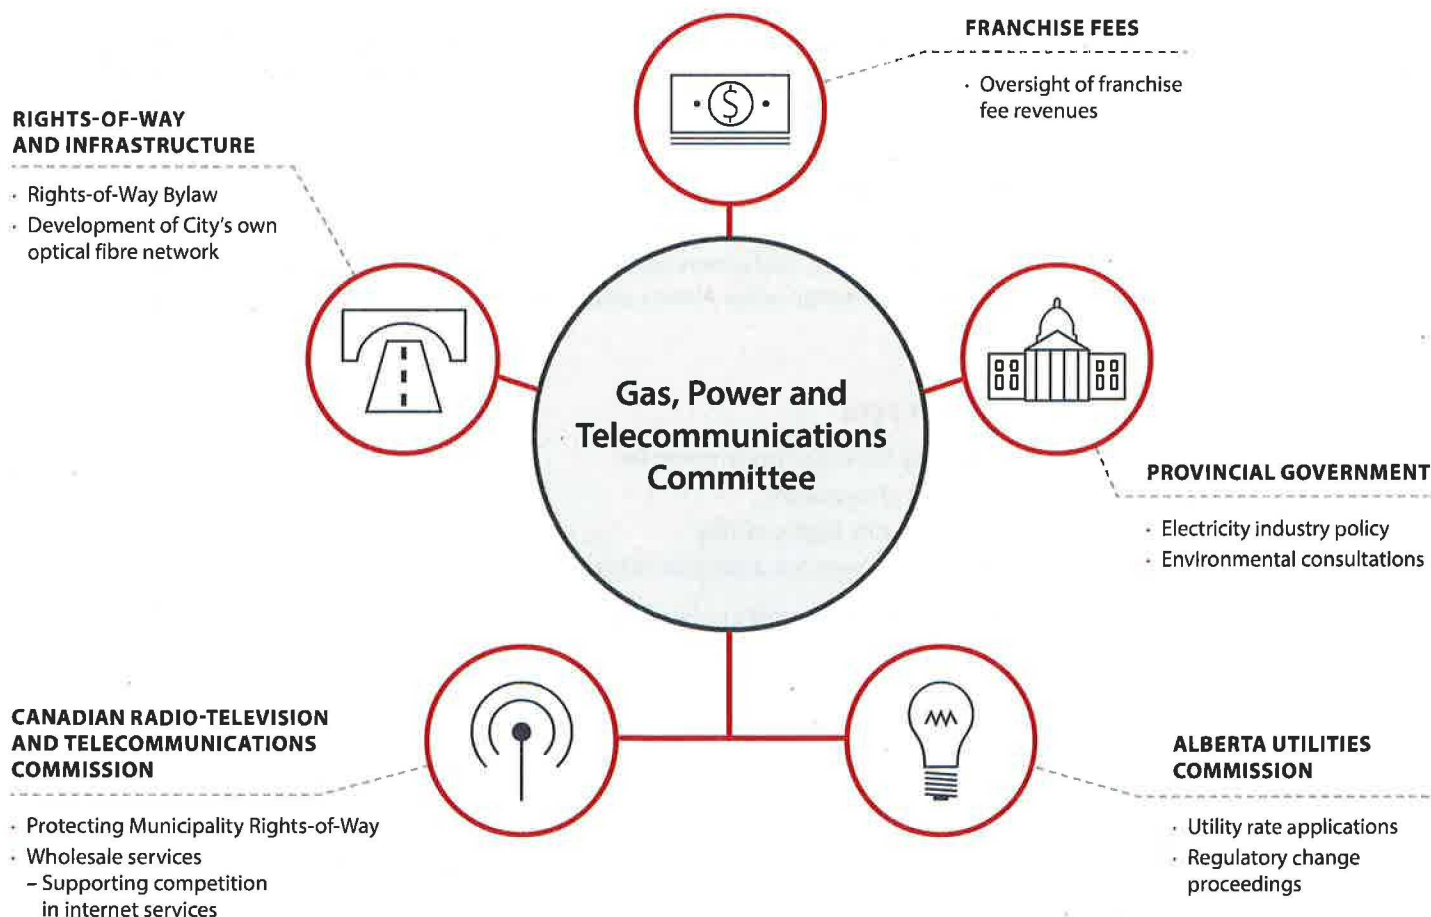 FRANCHISE FEES
· Oversight of franchise
fee revenues
RIGHTS-OF-WAY
AND INFRASTRUCTURE
· Rights-of-Way Bylaw
· Development of City's own
optical fibre network
$
Gas, Power and
Telecommunications
Committee
PROVINCIAL GOVERNMENT
· Electricity industry policy
· Environmental consultations
CANADIAN RADIO-TELEVISION
AND TELECOMMUNICATIONS
COMMISSION
· Protecting Municipality Rights-of-Way
· Wholesale services
– Supporting competition
in internet services
ALBERTA UTILITIES
COMMISSION
· Utility rate applications
· Regulatory change
proceedings